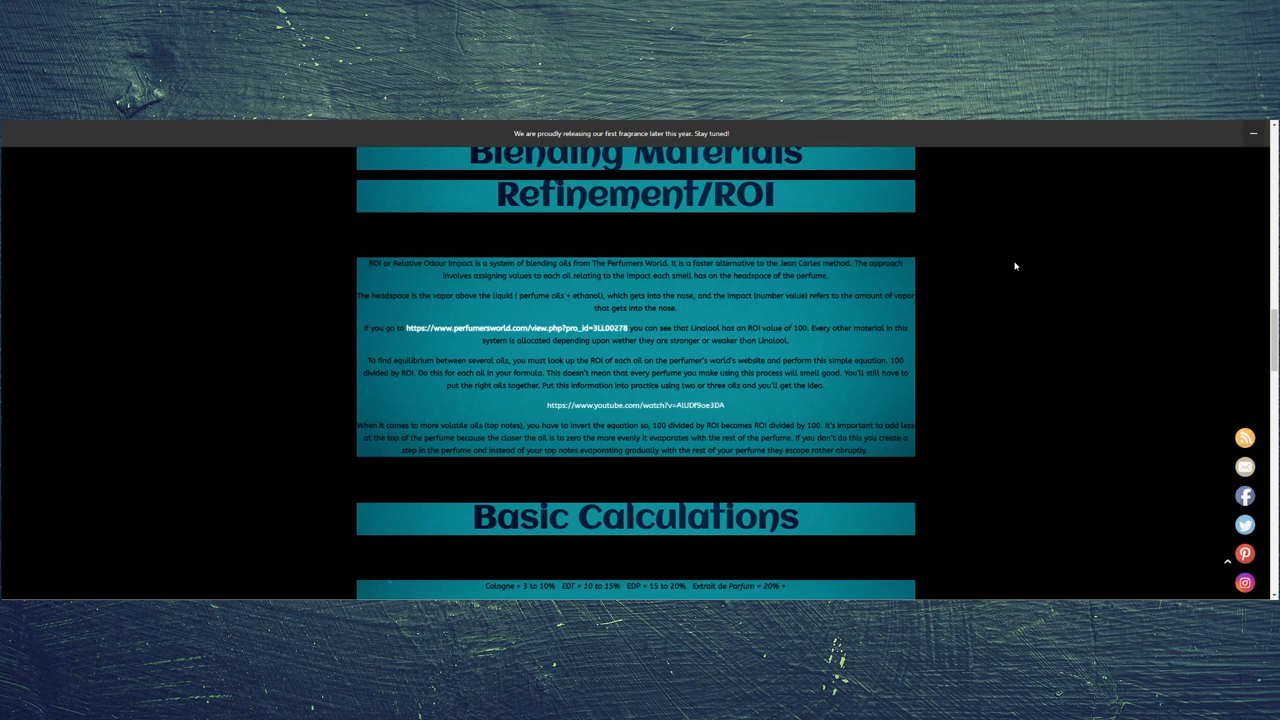 We are proudly releasing our first fragrance later this year. Stay tuned!
Blending Materials
Refinement/ROI
ROI or Relative Odour Impact is a system of blending oils from The Perfumers World. It is a faster alternative to the Jean Carles method. The approach
involves assigning values to each oil relating to the impact each smell has on the headspace of the perfume.
The headspace is the vapor above the liquid ( perfume oils + ethanol), which gets into the nose, and the impact (number value) refers to the amount of vapor
that gets into the nose.
If you go to https://www.perfumersworld.com/view.php?pro_id=3LL00278 you can see that Linalool has an ROI value of 100. Every other material in this
system is allocated depending upon wether they are stronger or weaker than Linalool.
To find equilibrium between several oils, you must look up the ROI of each oil on the perfumer's world's website and perform this simple equation. 100
divided by ROI. Do this for each oil in your formula. This doesn't mean that every perfume you make using this process will smell good. You'll still have to
put the right oils together. Put this information into practice using two or three oils and you'll get the idea.
https://www.youtube.com/watch?v=AlUDf9oe3DA
When it comes to more volatile oils (top notes), you have to invert the equation so, 100 divided by ROI becomes ROI divided by 100. It's important to add less
at the top of the perfume because the closer the oil is to zero the more evenly it evaporates with the rest of the perfume. If you don't do this you create a
step in the perfume and instead of your top notes evaporating gradually with the rest of your perfume they escape rather abruptly.
Basic Calculations
Cologne = 3 to 10% EDT = 10 to 15% EDP = 15 to 20% Extrait de Parfum = 20% +